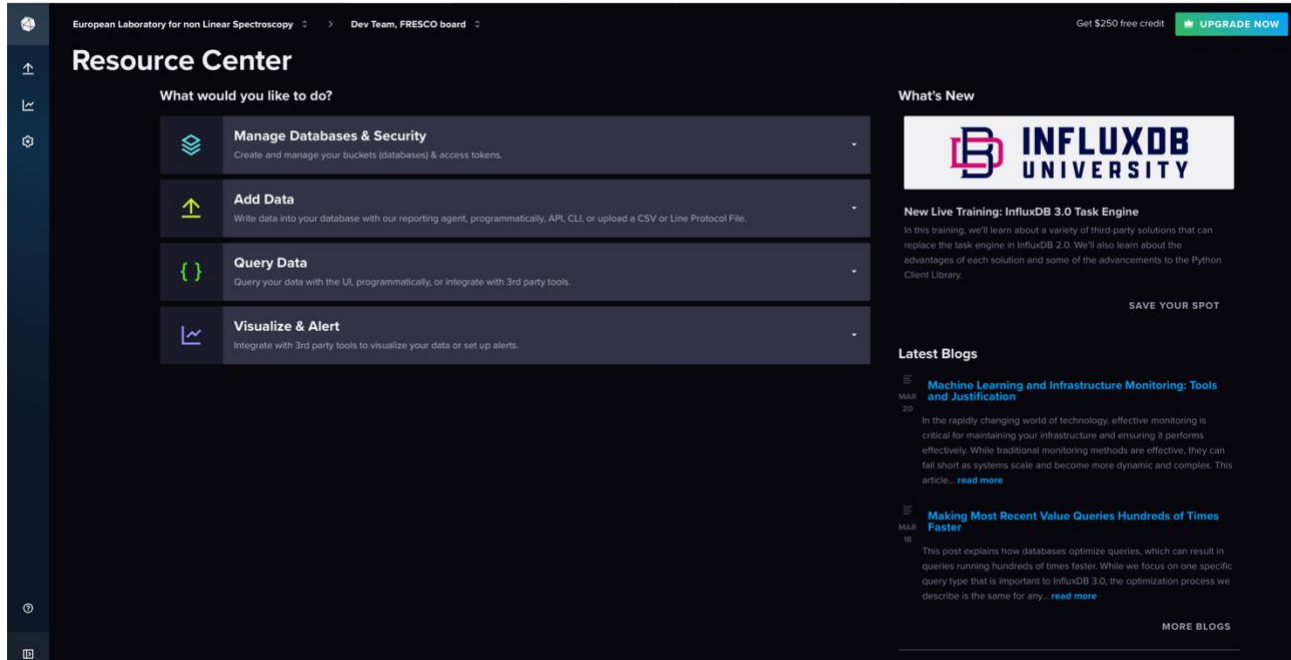 European Laboratory for non Linear Spectroscopy > Dev Team, FRESCO board
Get $250 free credit UPGRADE NOW
Resource Center
What would you like to do?
Manage Databases & Security
Create and manage your buckets (databases) & access tokens.
Add Data
Write data into your database with our reporting agent, programmatically, API, CLI, or upload a CSV or Line Protocol File.
{ } Query Data
Query your data with the UI, programmatically, or integrate with 3rd party tools.
Visualize & Alert
Integrate with 3rd party tools to visualize your data or set up alerts.
What's New
INFLUXDB
UNIVERSITY
New Live Training: InfluxDB 3.0 Task Engine
In this training, we'll learn about a variety of third-party solutions that can
replace the task engine in InfluxDB 2.0. We'll also learn about the
advantages of each solution and some of the advancements to the Python
Client Library.
SAVE YOUR SPOT
Latest Blogs
MAR
20
Machine Learning and Infrastructure Monitoring: Tools
and Justification
In the rapidly changing world of technology, effective monitoring is
critical for maintaining your infrastructure and ensuring it performs
effectively. While traditional monitoring methods are effective, they can
fall short as systems scale and become more dynamic and complex. This
article... read more
MAR
18
Making Most Recent Value Queries Hundreds of Times
Faster
This post explains how databases optimize queries, which can result in
queries running hundreds of times faster. While we focus on one specific
query type that is important to InfluxDB 3.0, the optimization process we
describe is the same for any... read more
MORE BLOGS